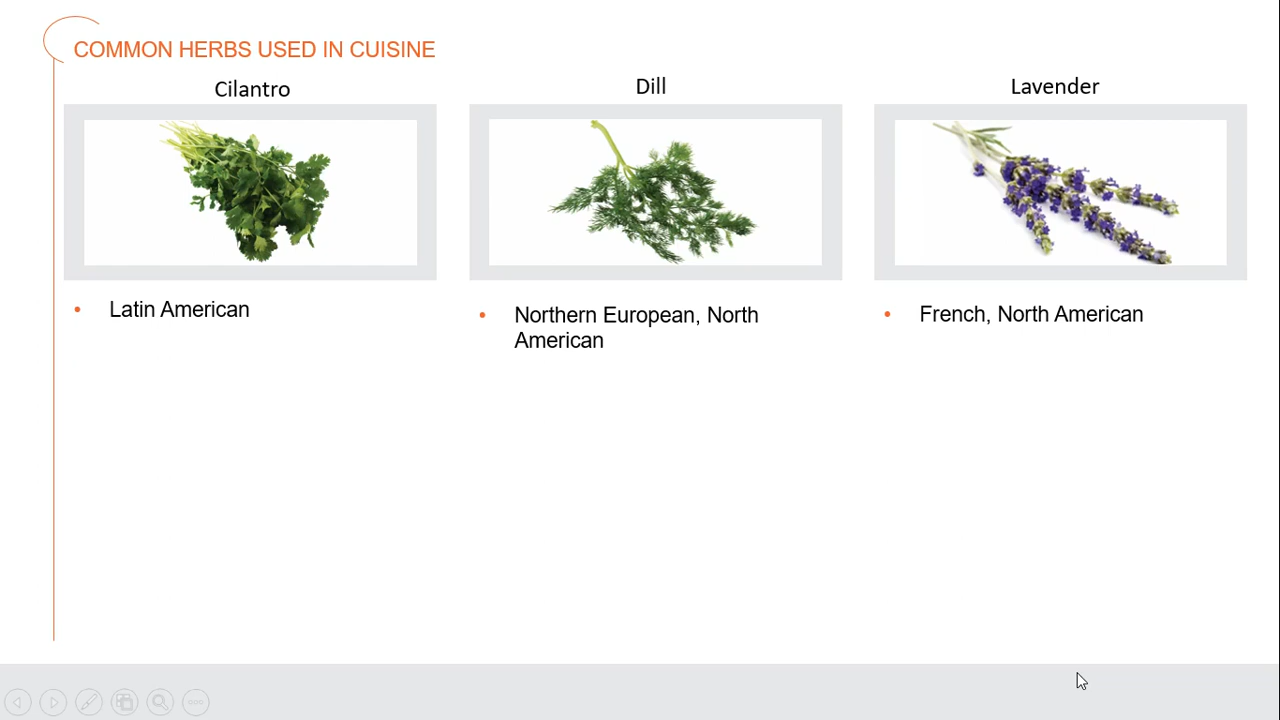 COMMON HERBS USED IN CUISINE
Cilantro
Dill
Lavender
• Latin American
• Northern European, North
American
• French, North American